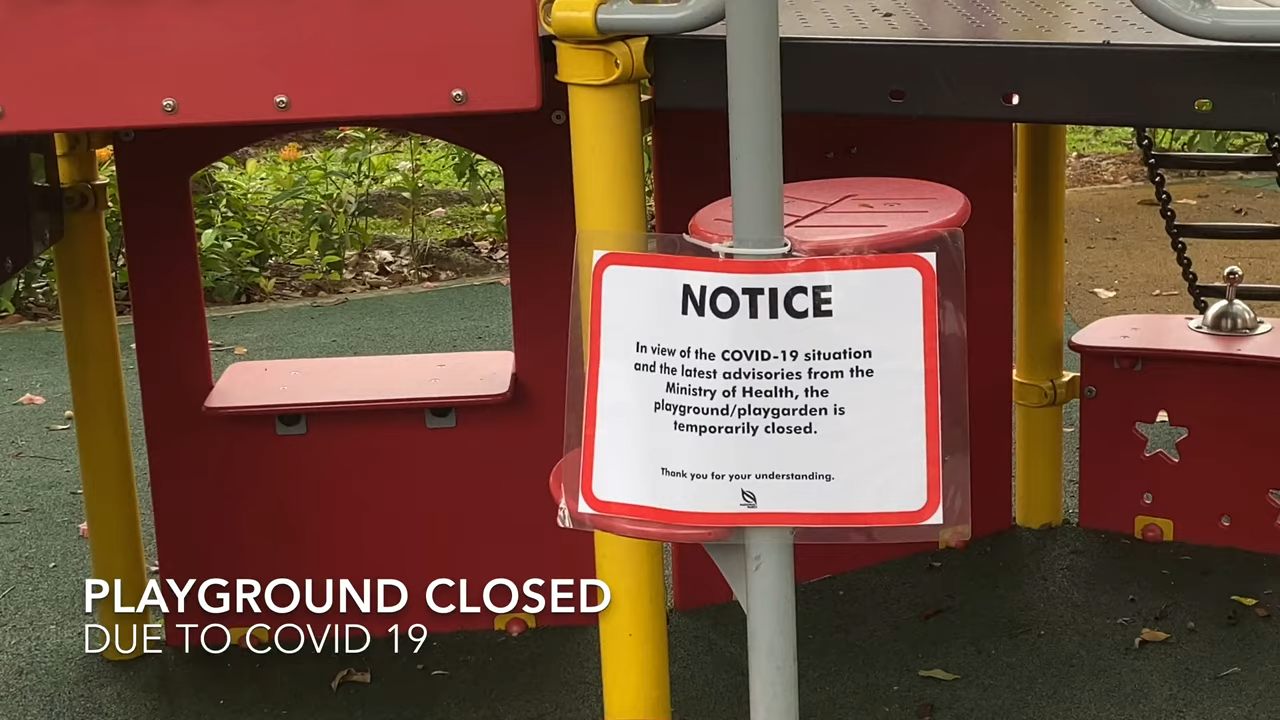 NOTICE
In view of the COVID-19 situation
and the latest advisories from the
Ministry of Health, the
playground/playgarden is
temporarily closed.
Thank you for your understanding.
PLAYGROUND CLOSED
DUE TO COVID 19